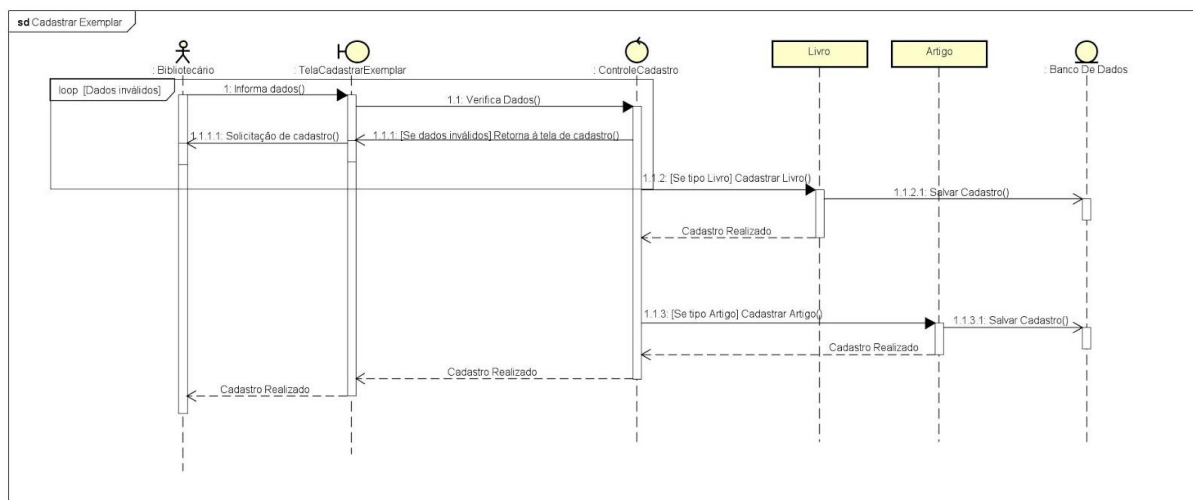 sd Cadastrar Exemplar
: Bibliotecário
: TelaCadastrarExemplar
: ControleCadastro
Livro
Artigo
: Banco De Dados
loop [Dados inválidos]
1: Informa dados()
1.1: Verifica Dados()
1.1.1.1: Solicitação de cadastro()
1.1.1: [Se dados inválidos] Retorna á tela de cadastro()
1.1.2: [Se tipo Livro] Cadastrar Livro()
1.1.2.1: Salvar Cadastro()
Cadastro Realizado
1.1.3: [Se tipo Artigo] Cadastrar Artigo()
1.1.3.1: Salvar Cadastro()
Cadastro Realizado
Cadastro Realizado
Cadastro Realizado